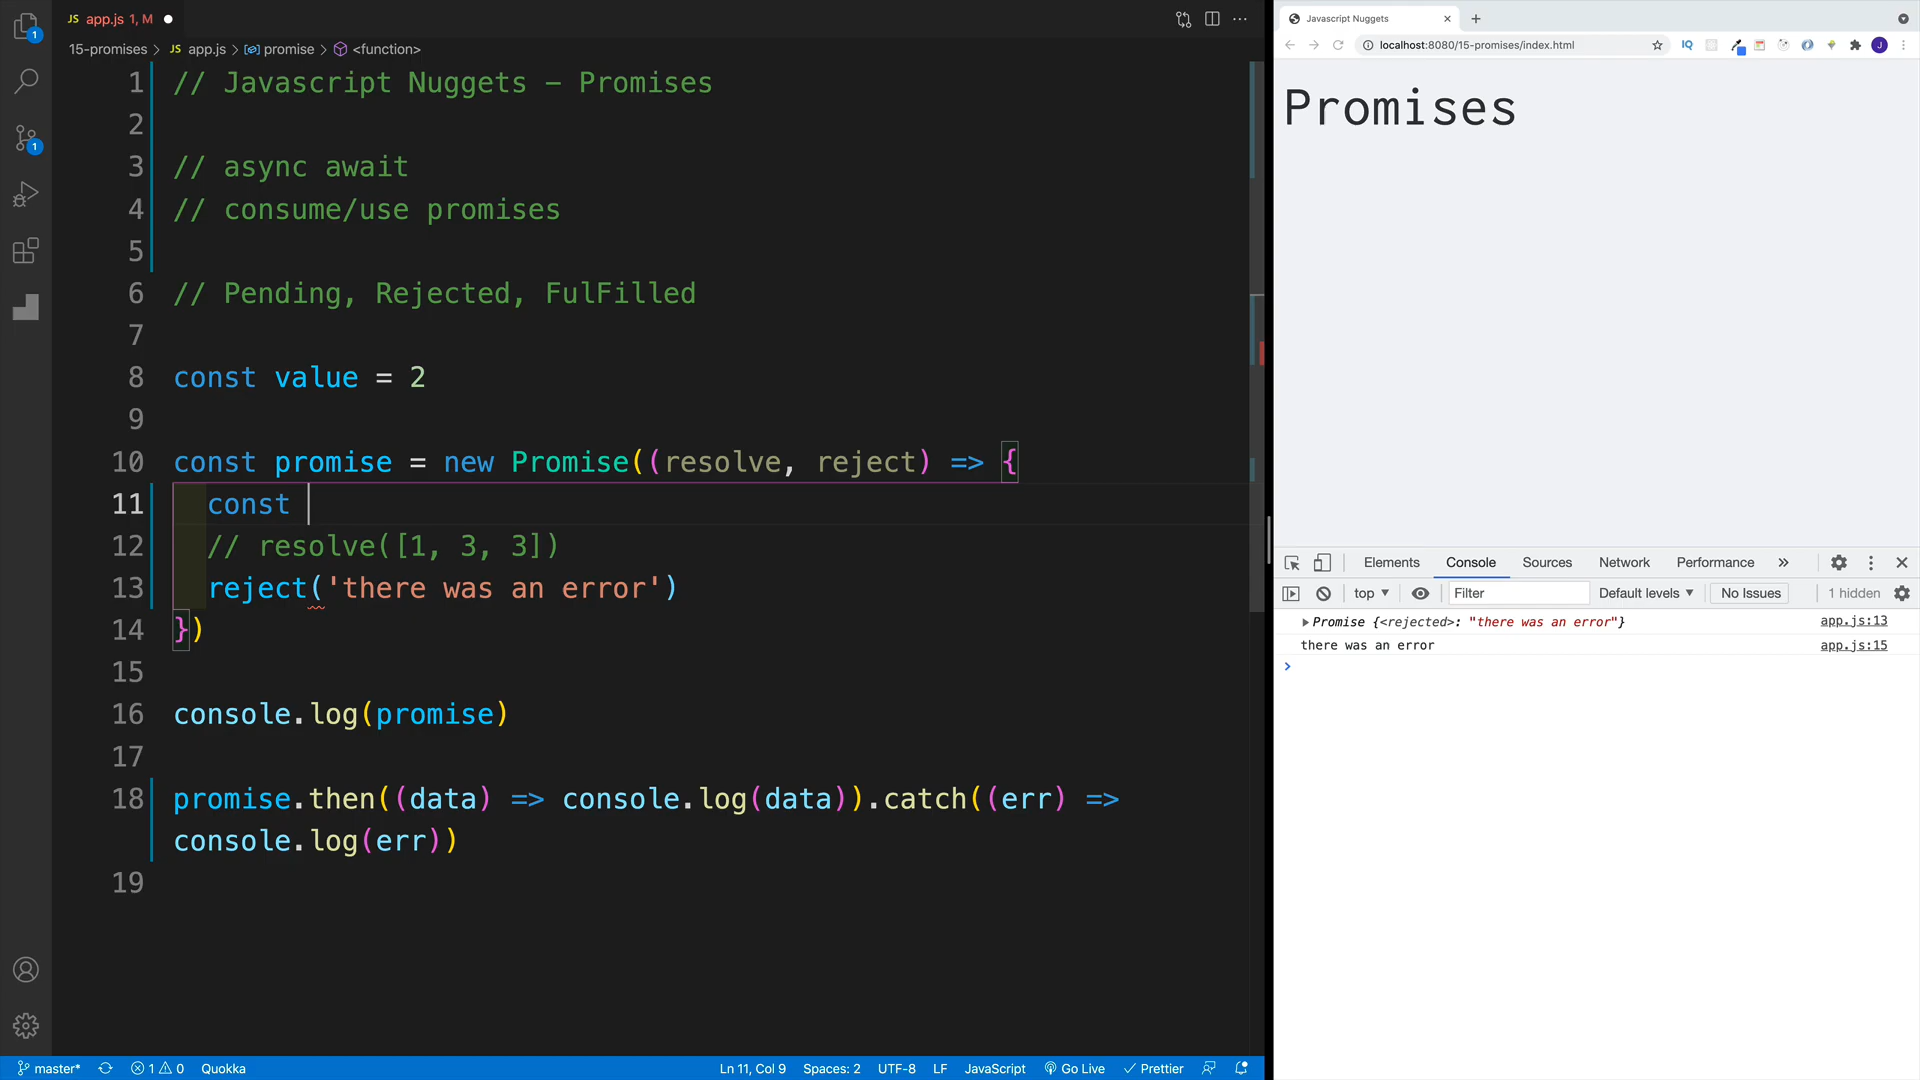 JS app.js 1, M
15-promises > JS app.js > promise > <function>
1 // Javascript Nuggets – Promises
2
3 // async await
4 // consume/use promises
5
6 // Pending, Rejected, FulFilled
7
8 const value = 2
9
10 const promise = new Promise((resolve, reject) => {
11 const
12 // resolve([1, 3, 3])
13 reject('there was an error')
14 })
15
16 console.log(promise)
17
18 promise.then((data) => console.log(data)).catch((err) =>
console.log(err))
19
1
1
master* 1 0 Quokka Ln 11, Col 9 Spaces: 2 UTF-8 LF JavaScript Go Live Prettier
Javascript Nuggets
localhost:8080/15-promises/index.html IQ J
Promises
Elements Console Sources Network Performance »
top ▼ Filter Default levels ▼ No Issues 1 hidden
Promise {<rejected>: "there was an error"} app.js:13
there was an error app.js:15
>